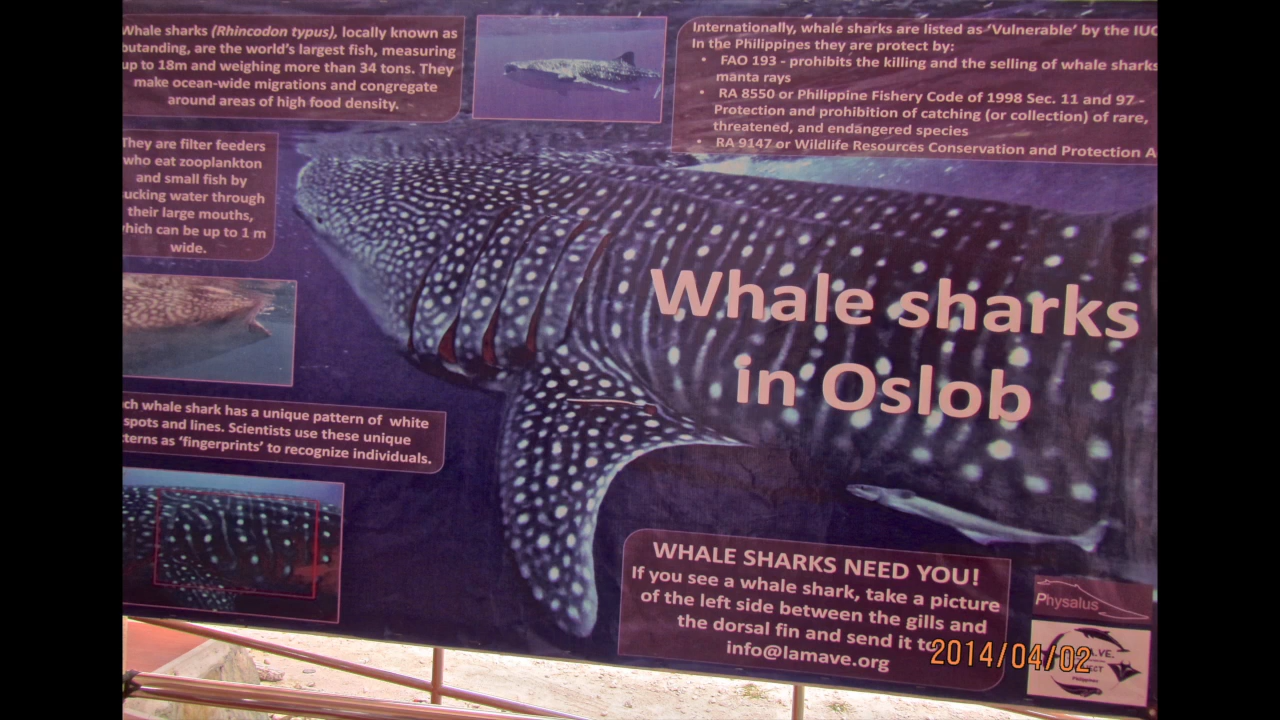 Whale sharks (Rhincodon typus), locally known as
butanding, are the world's largest fish, measuring
up to 18m and weighing more than 34 tons. They
make ocean-wide migrations and congregate
around areas of high food density.
Internationally, whale sharks are listed as 'Vulnerable' by the IUC
In the Philippines they are protect by:
• FAO 193 - prohibits the killing and the selling of whale sharks
manta rays
• RA 8550 or Philippine Fishery Code of 1998 Sec. 11 and 97 -
Protection and prohibition of catching (or collection) of rare,
threatened, and endangered species
• RA 9147 or Wildlife Resources Conservation and Protection A
They are filter feeders
who eat zooplankton
and small fish by
sucking water through
their large mouths,
which can be up to 1 m
wide.
Whale sharks
in Oslob
ch whale shark has a unique pattern of white
spots and lines. Scientists use these unique
terns as 'fingerprints' to recognize individuals.
WHALE SHARKS NEED YOU!
If you see a whale shark, take a picture
of the left side between the gills and
the dorsal fin and send it to
info@lamave.org
Physalus
2014/04/02
Philippines